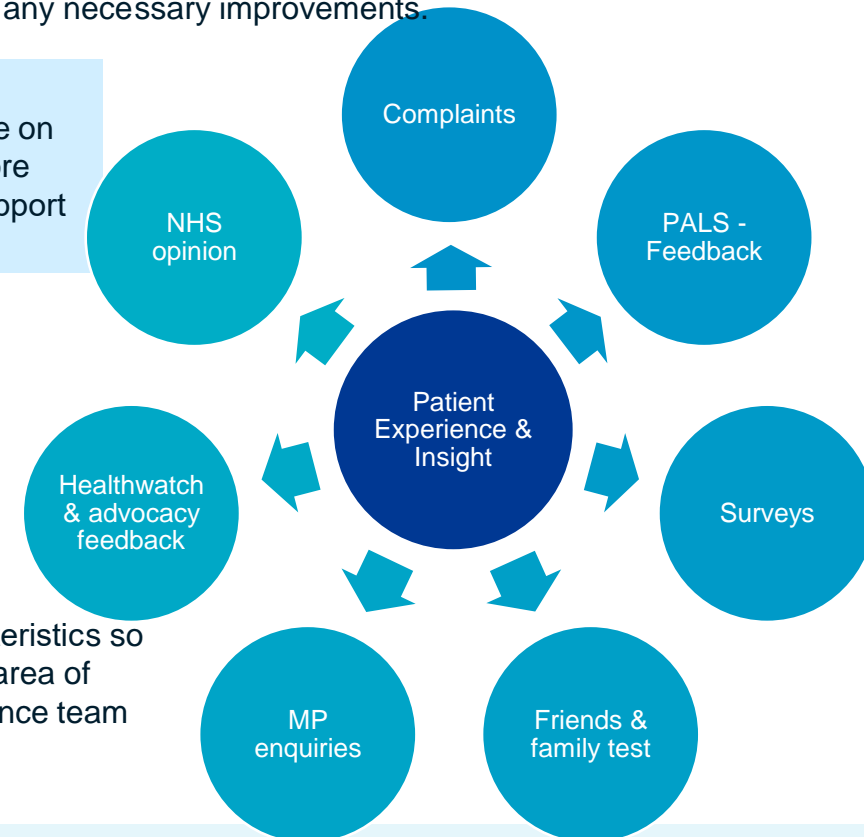 any necessary improvements.
Complaints
e on
re
pport
NHS
opinion
PALS -
Feedback
Patient
Experience &
Insight
Healthwatch
& advocacy
feedback
Surveys
eristics so
area of
nce team
MP
enquiries
Friends &
family test